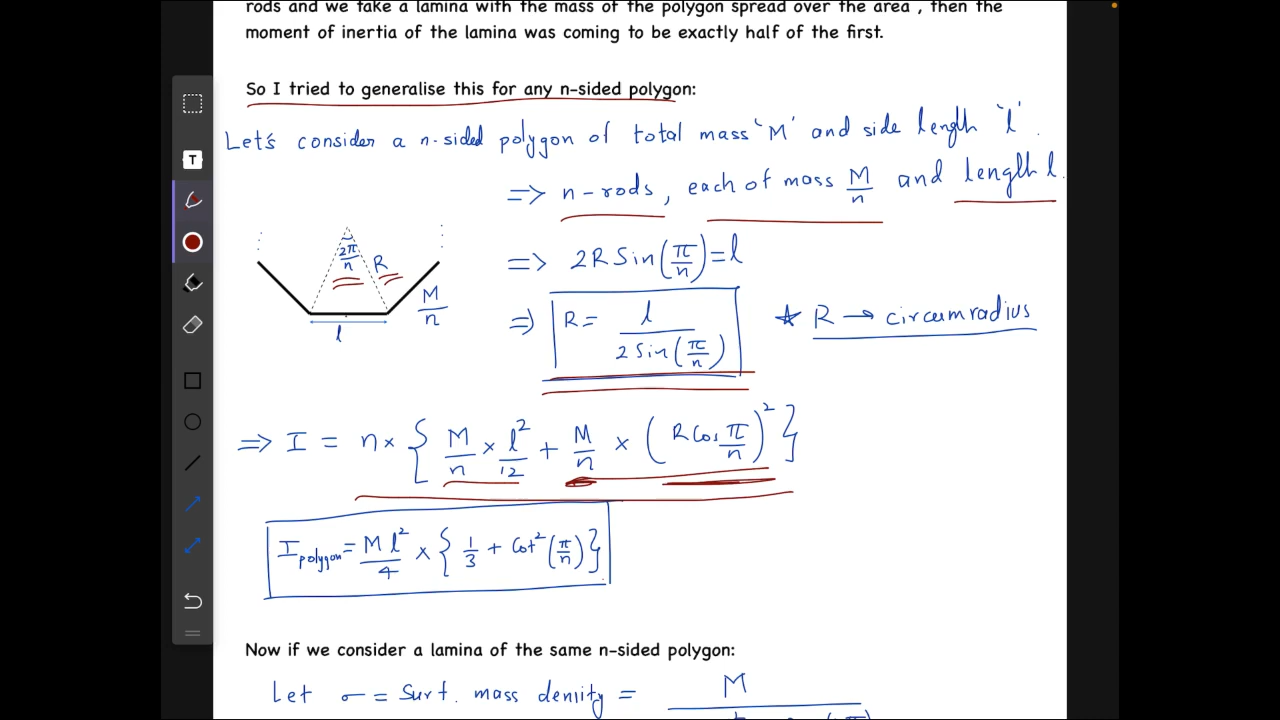 rods and we take a lamina with the mass of the polygon spread over the area , then the
moment of inertia of the lamina was coming to be exactly half of the first.
So I tried to generalise this for any n-sided polygon:
Let's consider a n-sided polygon of total mass 'M' and side length 'l'.
=> n-rods, each of mass M/n and length l.
2π/n R M/n l
=> 2R Sin(π/n) = l
=> R = l / 2 Sin(π/n) ★ R → circumradius
=> I = n × { M/n × l²/12 + M/n × (R Cos π/n)² }
I polygon = M l²/4 × { 1/3 + Cot² (π/n) }
Now if we consider a lamina of the same n-sided polygon:
Let σ = Surf. mass density = M
T